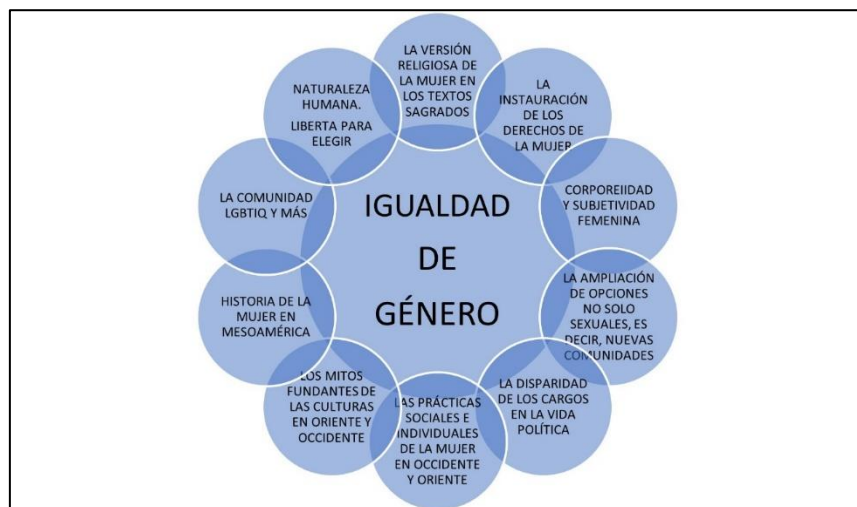 LA VERSIÓN
RELIGIOSA DE
LA MUJER EN
LOS TEXTOS
SAGRADOS
LA
INSTAURACIÓN
DE LOS
DERECHOS DE
LA MUJER
CORPOREIIDAD
Y SUBJETIVIDAD
FEMENINA
LA AMPLIACIÓN
DE OPCIONES
NO SOLO
SEXUALES, ES
DECIR, NUEVAS
COMUNIDADES
LA DISPARIDAD
DE LOS CARGOS
EN LA VIDA
POLÍTICA
LAS PRÁCTICAS
SOCIALES E
INDIVIDUALES
DE LA MUJER
EN OCCIDENTE
Y ORIENTE
LOS MITOS
FUNDANTES DE
LAS CULTURAS
EN ORIENTE Y
OCCIDENTE
HISTORIA DE LA
MUJER EN
MESOAMÉRICA
LA COMUNIDAD
LGBTIQ Y MÁS
NATURALEZA
HUMANA.
LIBERTA PARA
ELEGIR
IGUALDAD
DE
GÉNERO